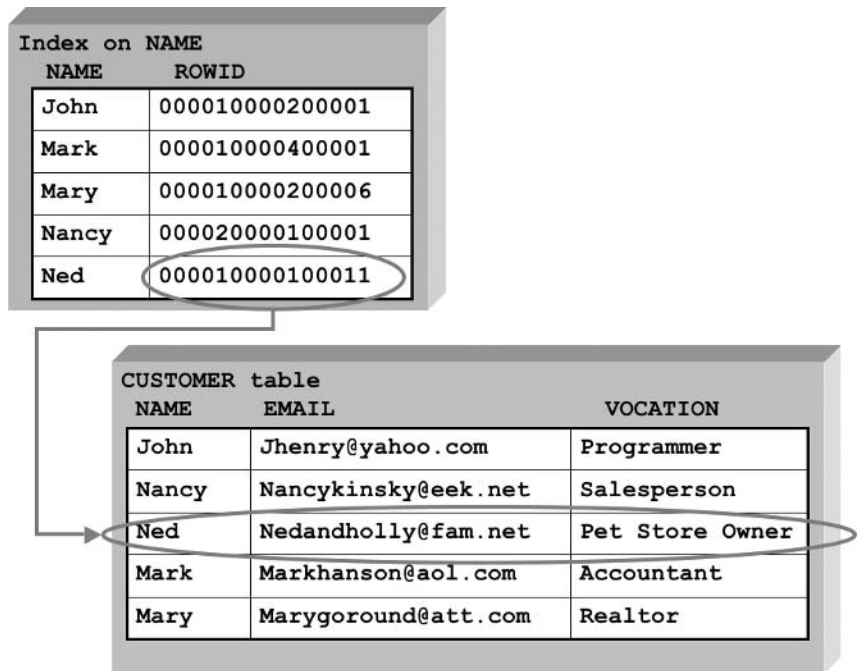 Index on NAME
NAME ROWID
John 000010000200001
Mark 000010000400001
Mary 000010000200006
Nancy 000020000100001
Ned 000010000100011
CUSTOMER table
NAME EMAIL VOCATION
John Jhenry@yahoo.com Programmer
Nancy Nancykinsky@eek.net Salesperson
Ned Nedandholly@fam.net Pet Store Owner
Mark Markhanson@aol.com Accountant
Mary Marygoround@att.com Realtor